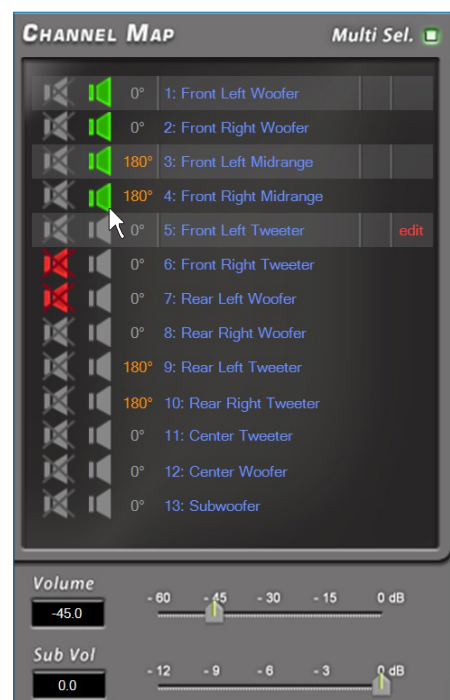 CHANNEL MAP Multi Sel.
0° 1: Front Left Woofer
0° 2: Front Right Woofer
180° 3: Front Left Midrange
180° 4: Front Right Midrange
0° 5: Front Left Tweeter edit
0° 6: Front Right Tweeter
0° 7: Rear Left Woofer
0° 8: Rear Right Woofer
180° 9: Rear Left Tweeter
180° 10: Rear Right Tweeter
0° 11: Center Tweeter
0° 12: Center Woofer
0° 13: Subwoofer
Volume
-45.0
- 60 - 45 - 30 - 15 0 dB
Sub Vol
0.0
- 12 - 9 - 6 - 3 0 dB